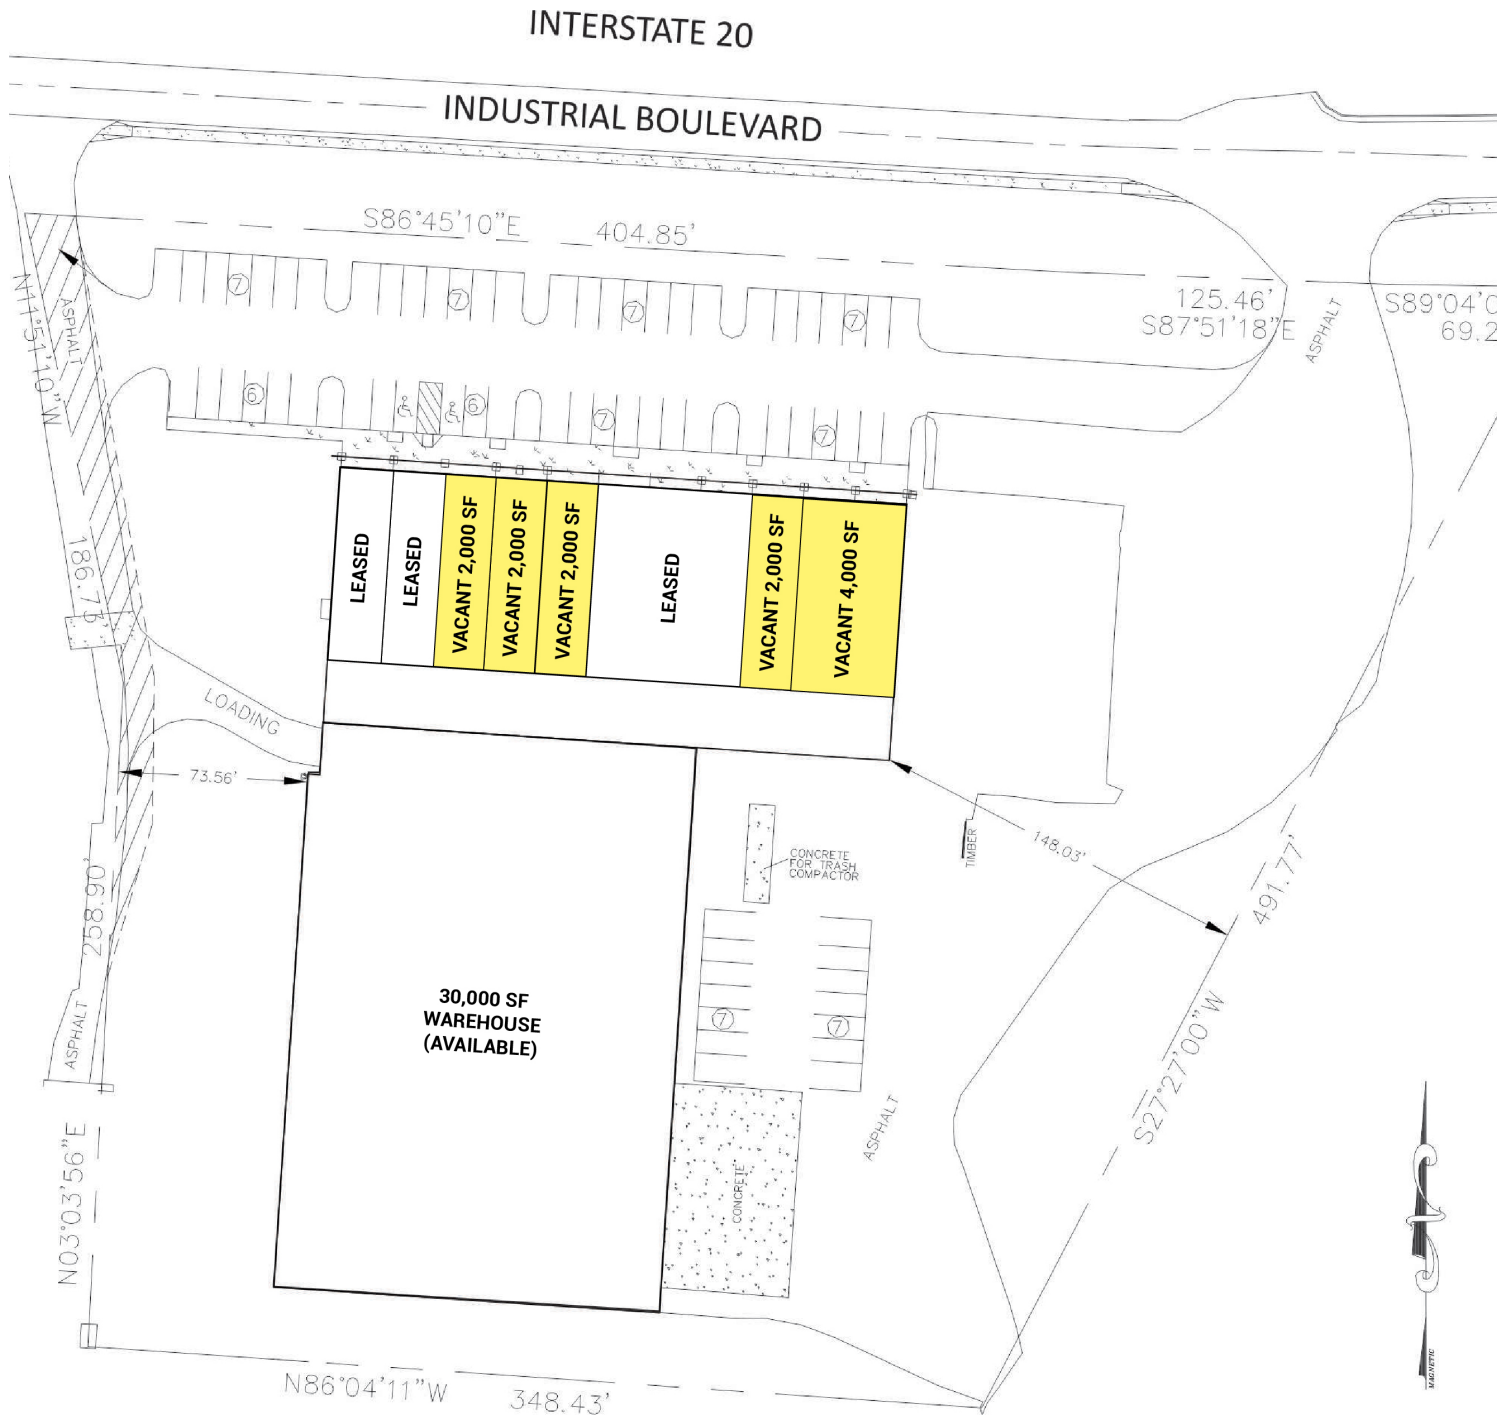 INTERSTATE 20
INDUSTRIAL BOULEVARD
S86°45'10"E 404.85'
125.46'
S87°51'18"E
S89°04'0
69.2
ASPHALT
ASPHALT
N11°51'10"W
186.73'
7
7
7
7
6
6
7
7
LEASED
LEASED
VACANT 2,000 SF
VACANT 2,000 SF
VACANT 2,000 SF
LEASED
VACANT 2,000 SF
VACANT 4,000 SF
LOADING
73.56'
258.90'
148.03'
TIMBER
CONCRETE
FOR TRASH
COMPACTOR
491.77'
S27°27'00"W
30,000 SF
WAREHOUSE
(AVAILABLE)
7
7
ASPHALT
ASPHALT
CONCRETE
N03°03'56"E
N86°04'11"W 348.43'
MAGNETIC